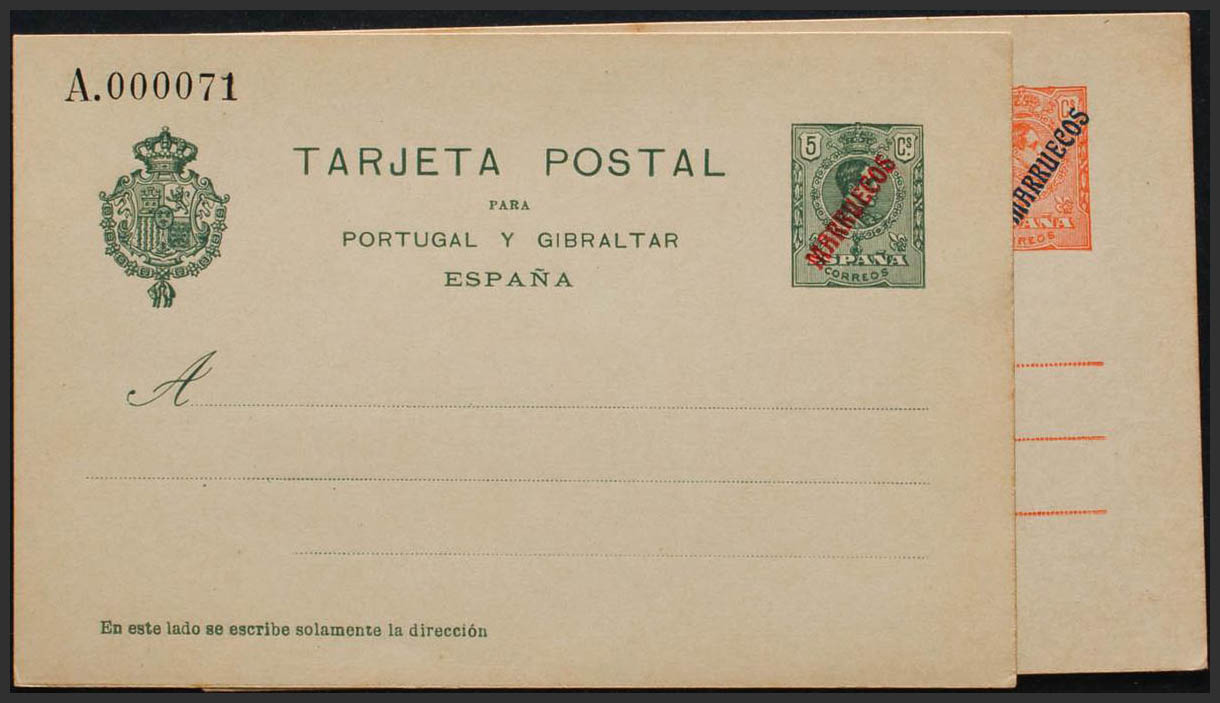 A.000071
TARJETA POSTAL
PARA
PORTUGAL Y GIBRALTAR
ESPAÑA
5 Cs.
MARRUECOS
ESPAÑA
CORREOS
A
En este lado se escribe solamente la dirección
Cs.
MARRUECOS